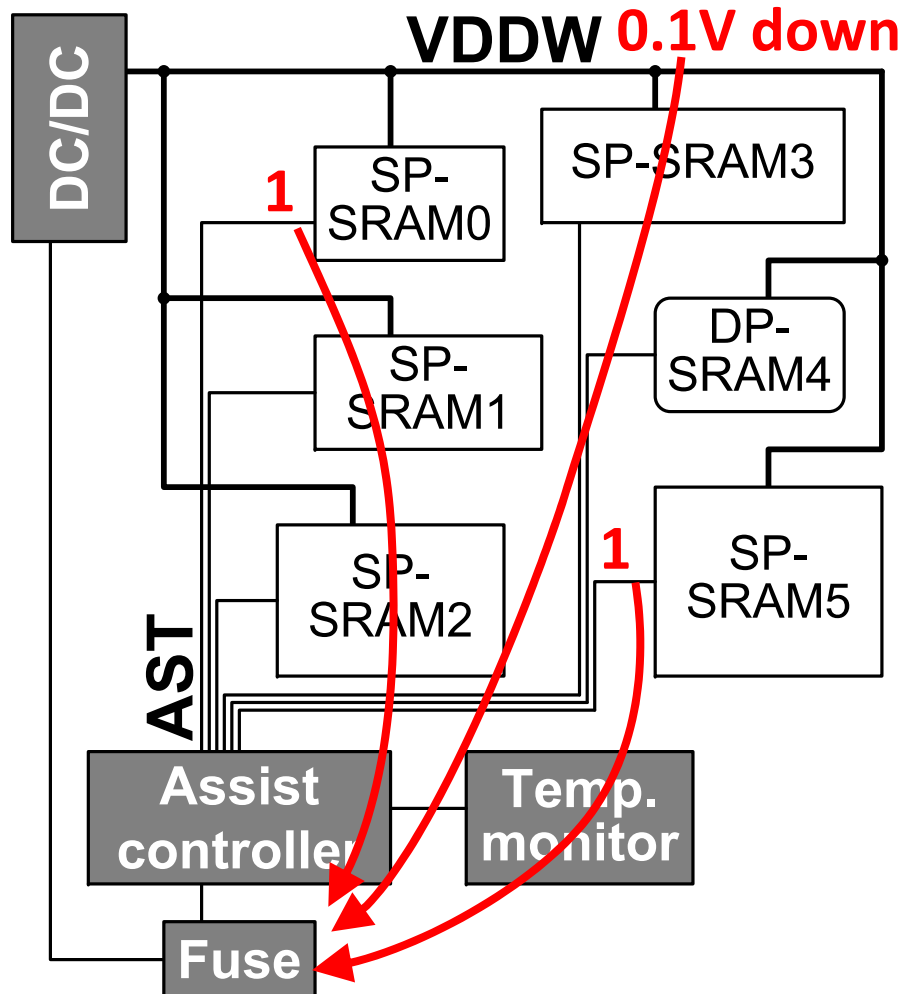 VDDW 0.1V down
DC/DC
SP-
SRAM0
SP-SRAM3
1
DP-
SRAM4
SP-
SRAM1
SP-
SRAM2
1
SP-
SRAM5
AST
Assist
controller
Temp.
monitor
Fuse